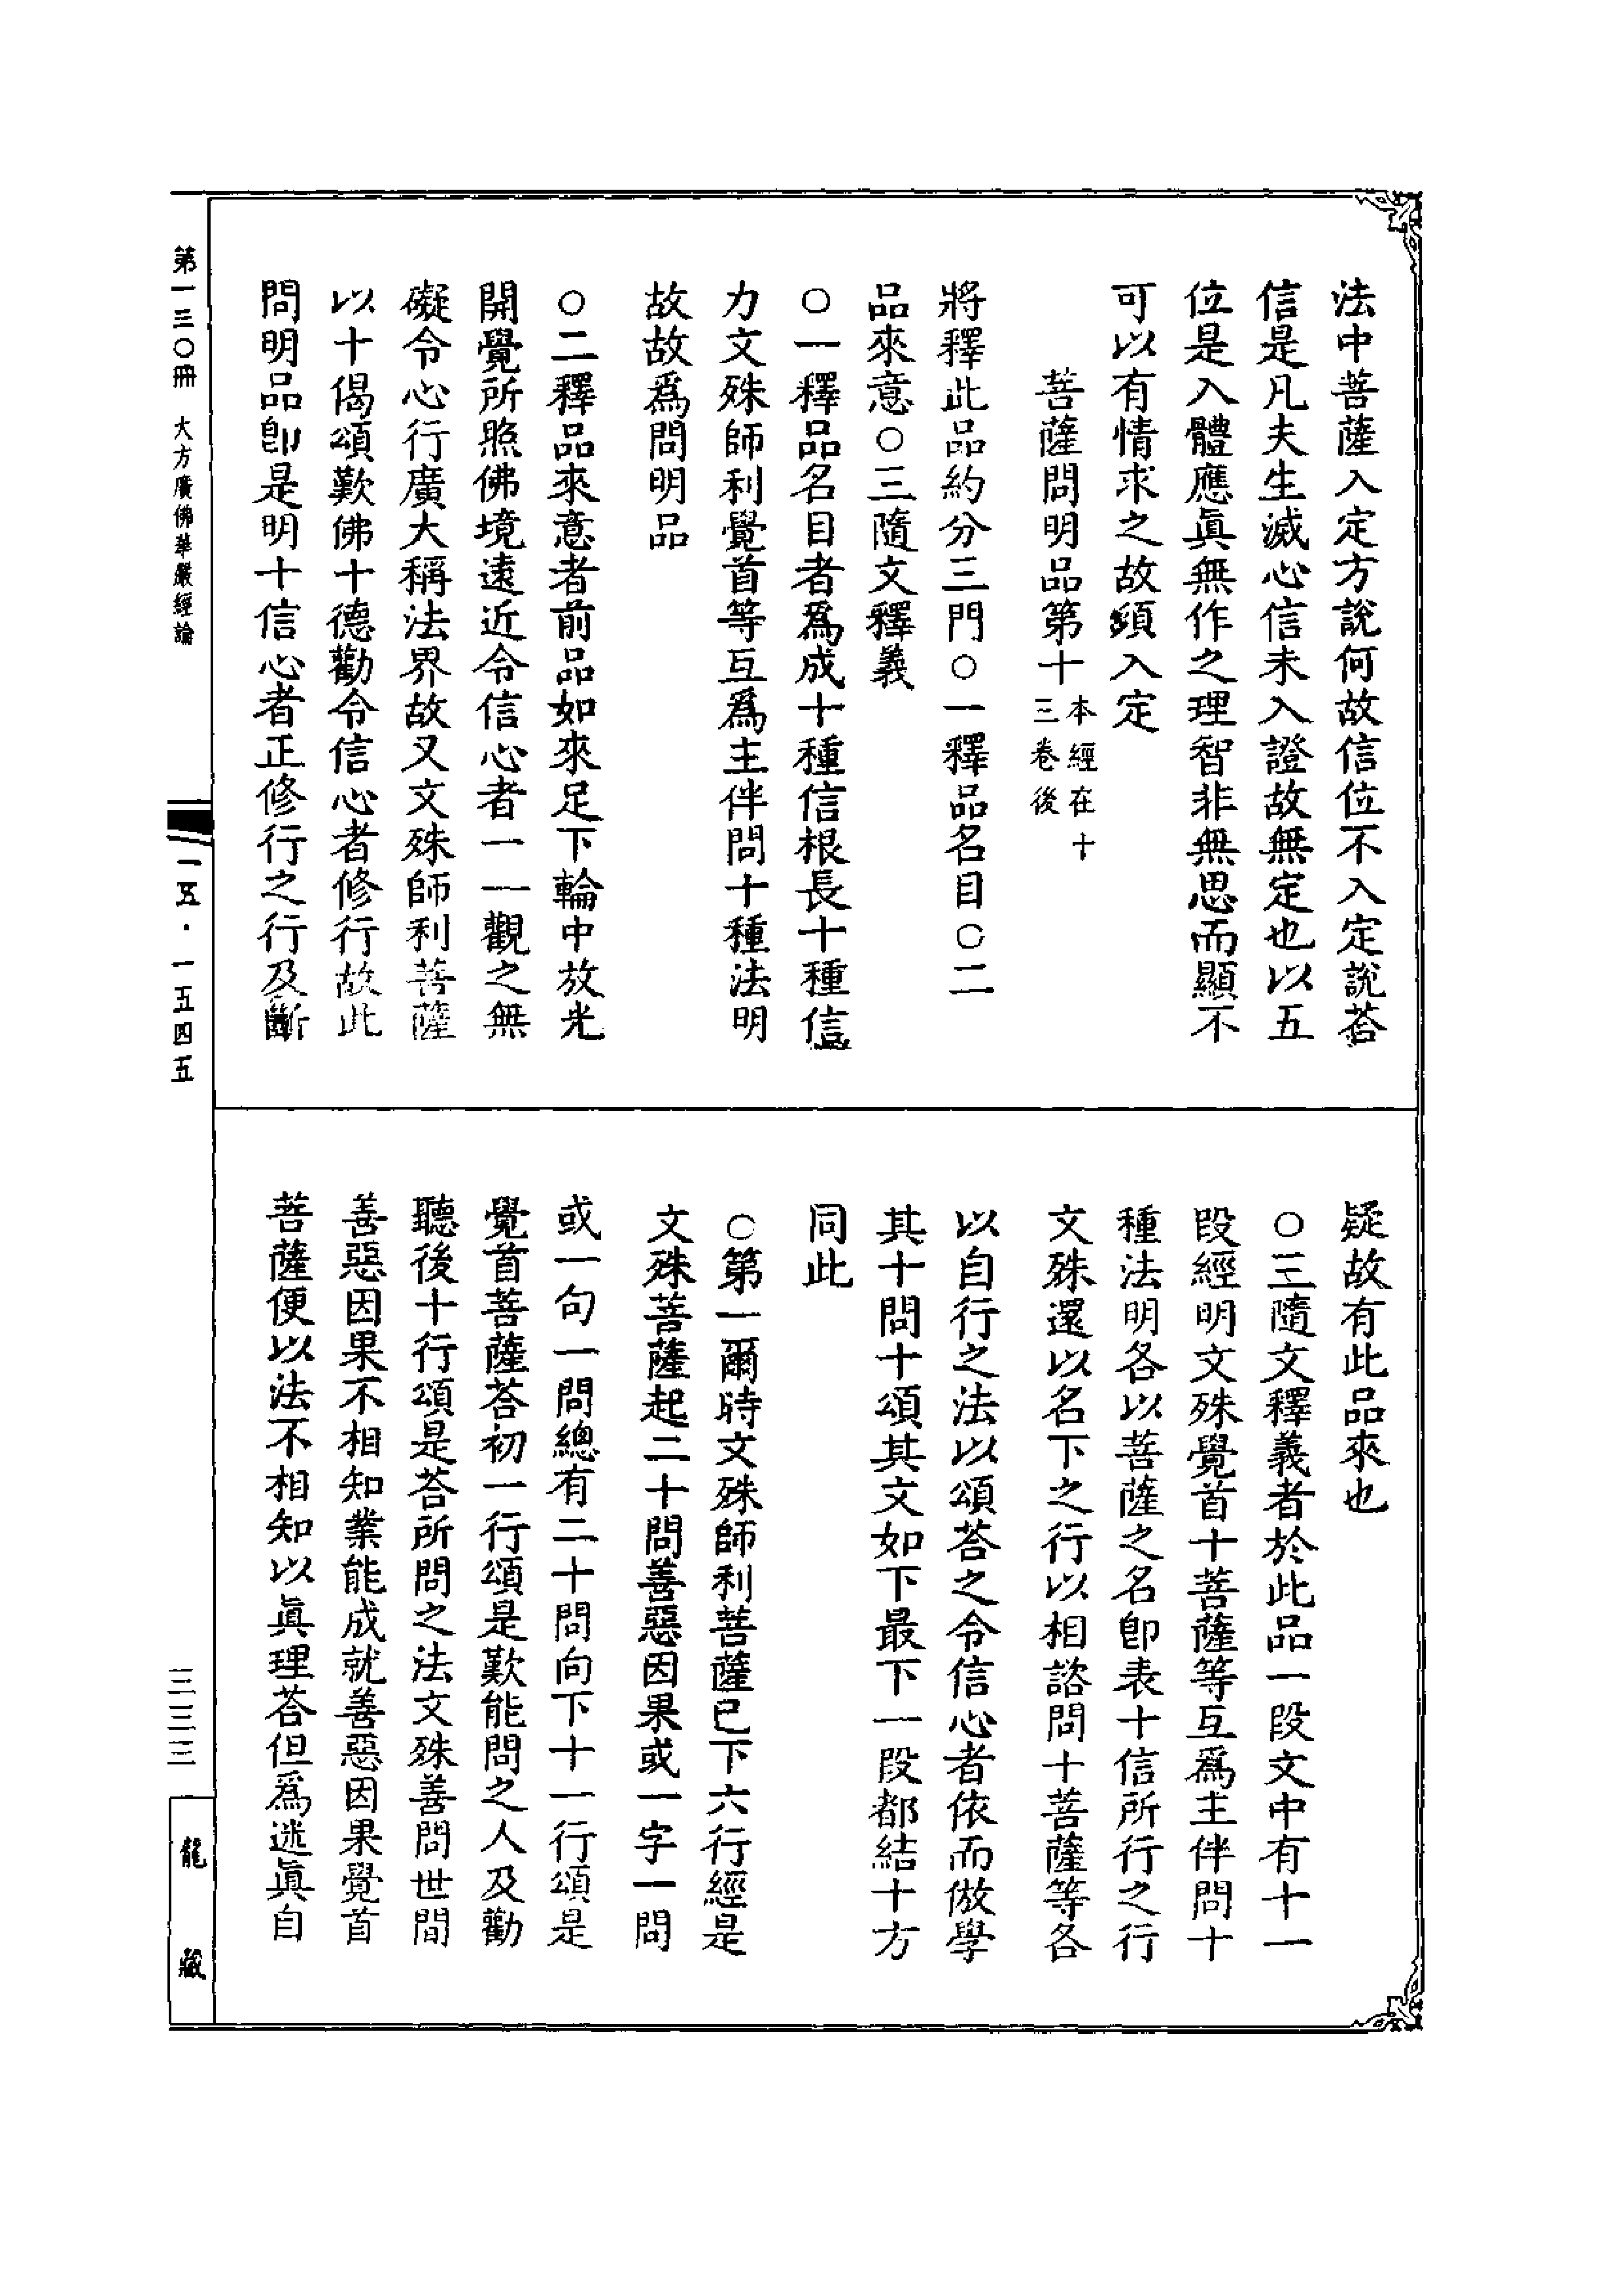 法中菩薩入定方說何故信位不入定說荅
信是凡夫生滅心信未入證故無定也以五
位是入體應眞無作之理智非無思而顯不
可以有情求之故須入定
菩薩問明品第十本經在十
三卷後
將釋此品約分三門○一釋品名目○二
品來意○三隨文釋義
○一釋品名目者爲成十種信根長十種信
力文殊師利覺首等互爲主伴問十種法明
故故爲問明品
○二釋品來意者前品如來足下輪中放光
開覺所照佛境遠近令信心者一一觀之無
礙令心行廣大稱法界故又文殊師利菩薩
以十偈頌歎佛十德勸令信心者修行故此
問明品卽是明十信心者正修行之行及斷
疑故有此品來也
○三隨文釋義者於此品一段文中有十一
段經明文殊覺首十菩薩等互爲主伴問十
種法明各以菩薩之名卽表十信所行之行
文殊還以名下之行以相諮問十菩薩等各
以自行之法以頌荅之令信心者依而倣學
其十問十頌其文如下最下一段都結十方
同此
○第一爾時文殊師利菩薩已下六行經是
文殊菩薩起二十問善惡因果或一字一問
或一句一問總有二十問向下十一行頌是
覺首菩薩荅初一行頌是歎能問之人及勸
聽後十行頌是荅所問之法文殊善問世間
善惡因果不相知業能成就善惡因果覺首
菩薩便以法不相知以眞理荅但爲迷眞自
第一三○冊 大方廣佛華嚴經論
一五·一五四五
三三三
龍藏